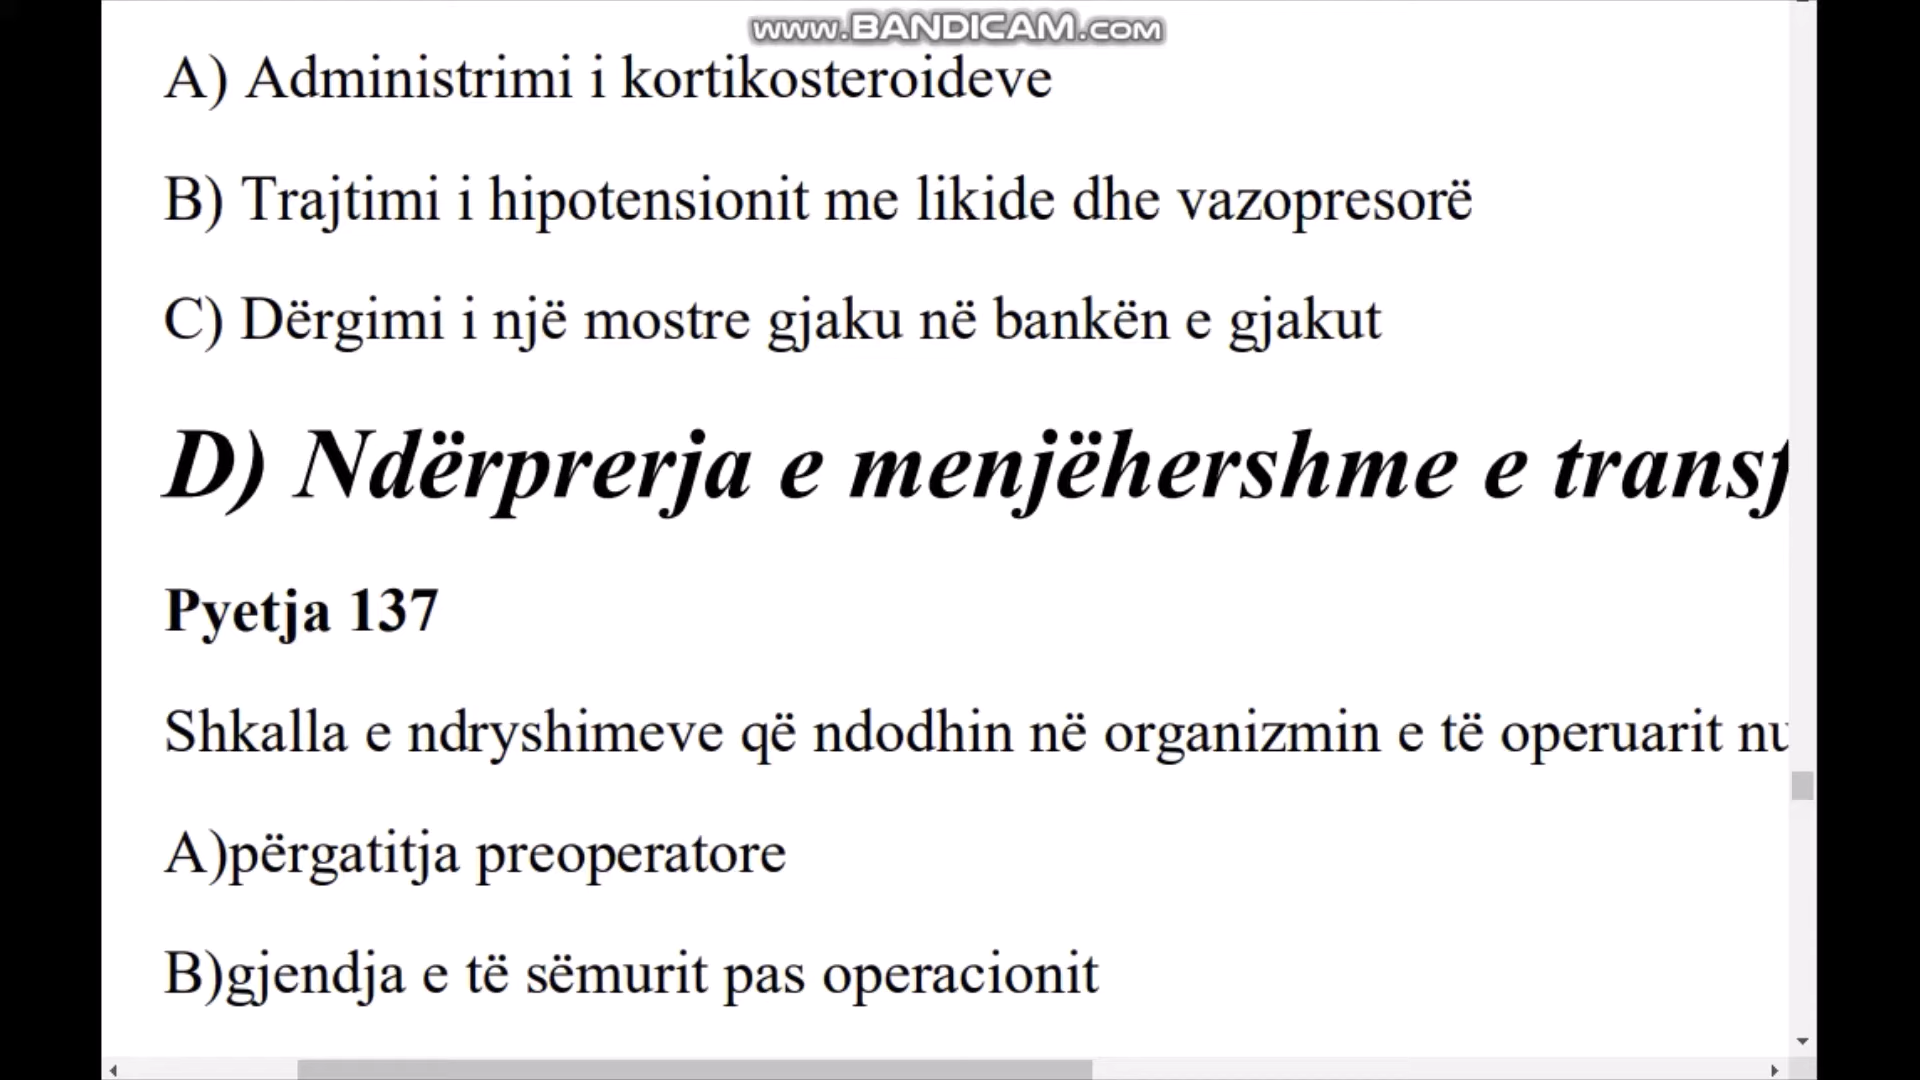 www.BANDICAM.com
A) Administrimi i kortikosteroideve
B) Trajtimi i hipotensionit me likide dhe vazopresorë
C) Dërgimi i një mostre gjaku në bankën e gjakut
D) Ndërprerja e menjëhershme e
Pyetja 137
Shkalla e ndryshimeve që ndodhin në organizmin e të operuarit
A)përgatitja preoperatore
B)gjendja e të sëmurit pas operacionit